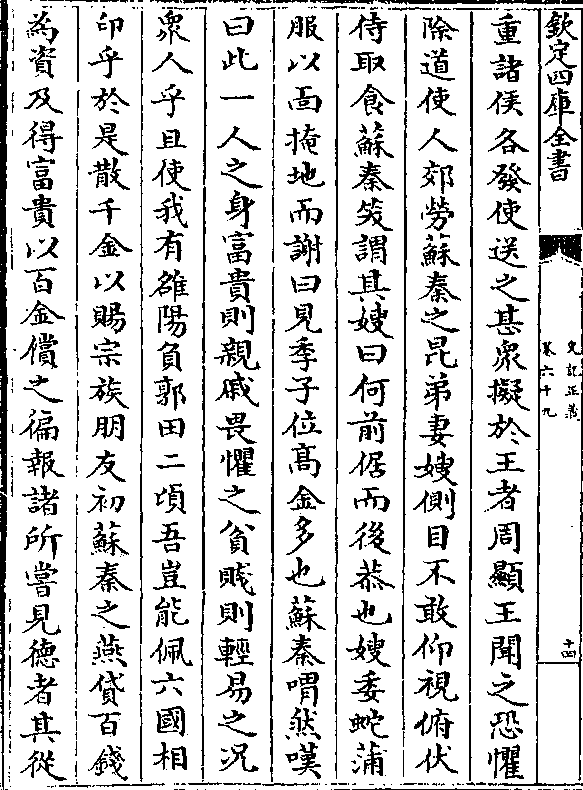 欽定四庫全書
史記正義
卷六十九
十四
重諸侯各發使送之甚衆擬於王者周顯王聞之恐懼
除道使人郊勞蘇秦之昆弟妻嫂側目不敢仰視俯伏
侍取食蘇秦笑謂其嫂曰何前倨而後恭也嫂委蛇蒲
服以面掩地而謝曰見季子位髙金多也蘇秦喟然嘆
曰此一人之身富貴則親戚畏懼之貧賤則輕易之况
衆人乎且使我有雒陽負郭田二頃吾豈能佩六國相
印乎於是散千金以賜宗族朋友初蘇秦之燕貸百錢
為資及得富貴以百金償之徧報諸所嘗見德者其從